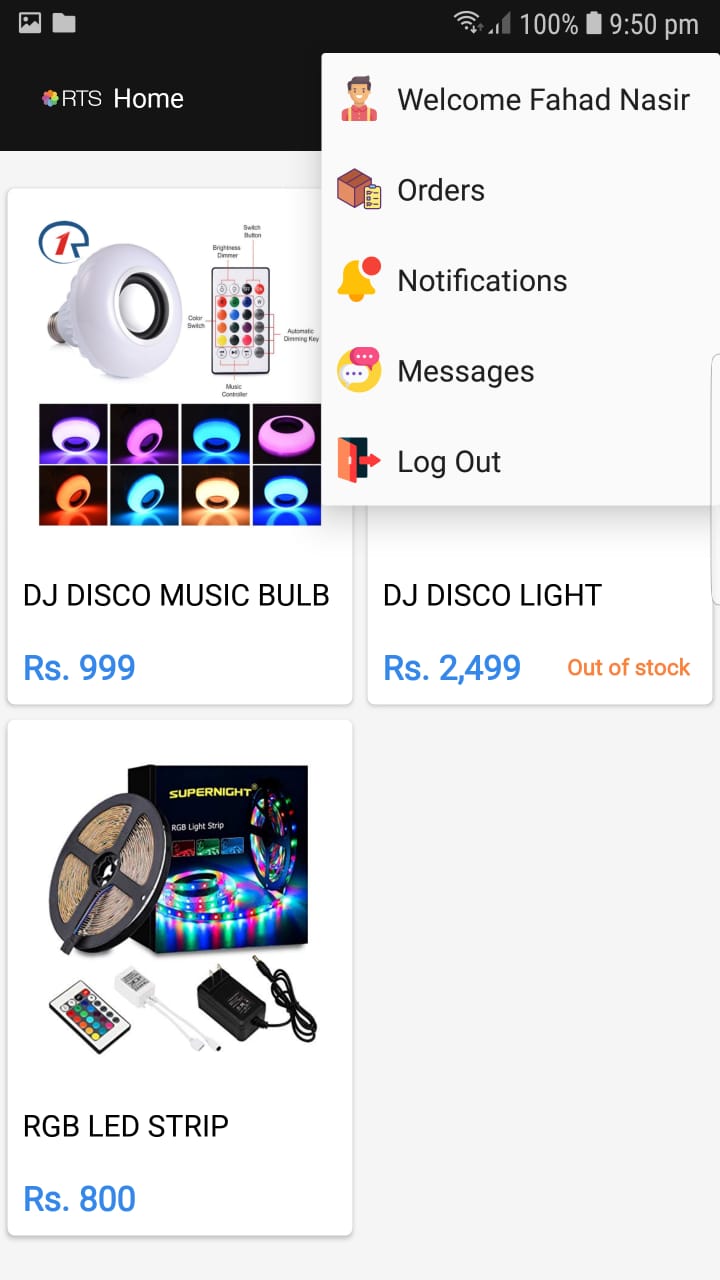 100% 9:50 pm
RTS Home
Welcome Fahad Nasir
Orders
Notifications
Messages
Log Out
1R
Switch
Button
Brightness
Dimmer
Color
Switch
Automatic
Dimming Key
Music
Controller
DJ DISCO MUSIC BULB
Rs. 999
DJ DISCO LIGHT
Rs. 2,499 Out of stock
SUPERNIGHT®
RGB Light Strip
RGB LED STRIP
Rs. 800